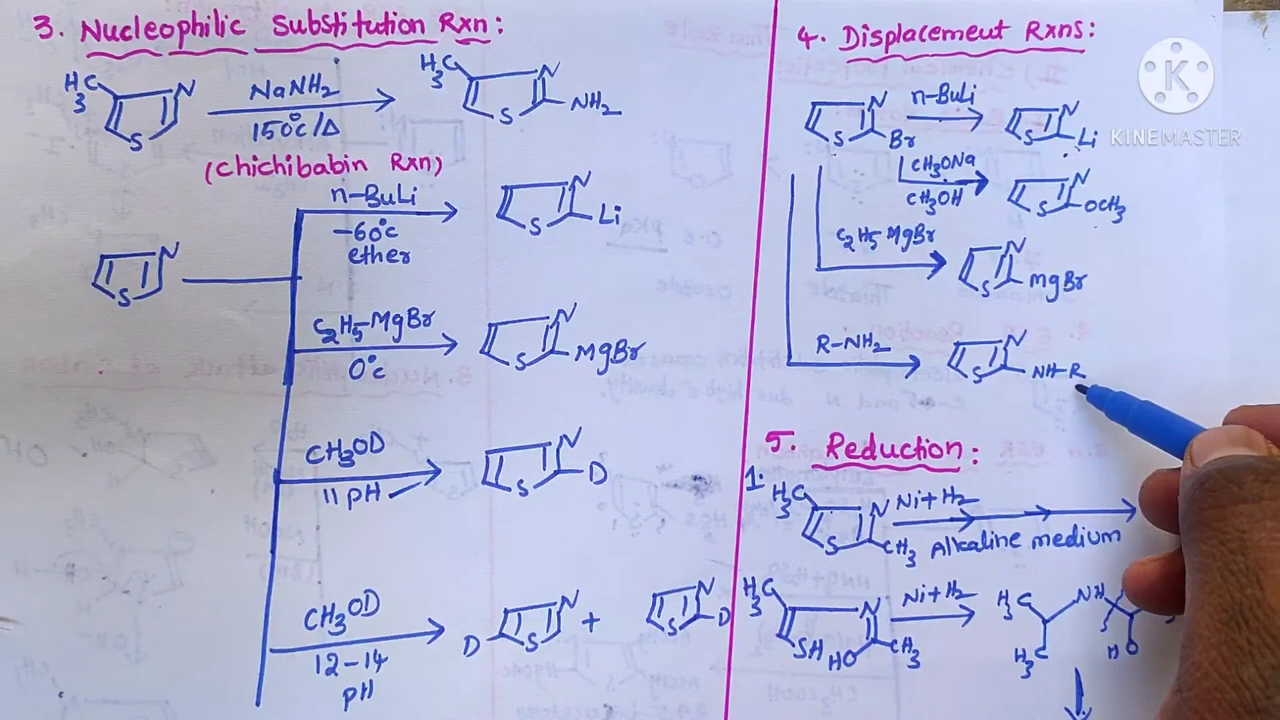 3. Nucleophilic Substitution Rxn:
H3C
N
S
NaNH2
150°c/Δ
H3C
N
S
NH2
(Chichibabin Rxn)
N
S
n-BuLi
-60°c
ether
N
S
Li
C2H5-MgBr
0°c
N
S
MgBr
CH3OD
11 pH
N
S
D
CH3OD
12-14
pH
D
N
S
+
N
S
D
4. Displacement Rxns:
N
S
Br
n-BuLi
N
S
Li
CH3ONa
CH3OH
N
S
OCH3
C2H5-MgBr
N
S
MgBr
R-NH2
N
S
NH-R
5. Reduction:
1.
H3C
N
S
CH3
Ni+H2
Alkaline medium
H3C
N
SH
HO
CH3
Ni+H2
H3C
H3C
NH
H O
K
KINEMASTER